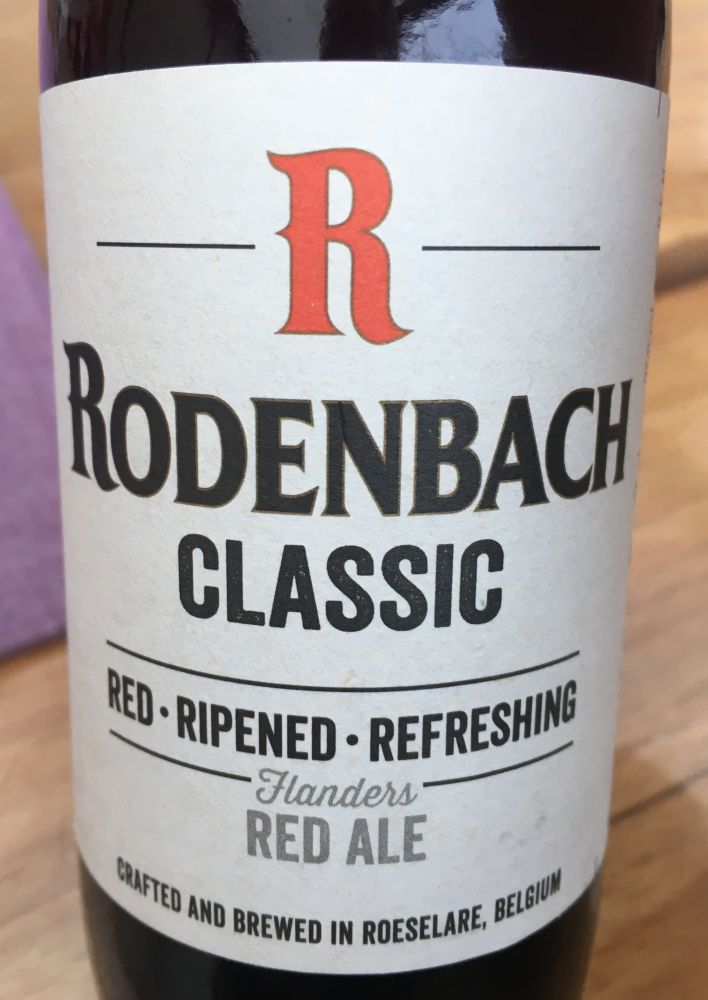 R
RODENBACH
CLASSIC
RED · RIPENED · REFRESHING
Flanders
RED ALE
CRAFTED AND BREWED IN ROESELARE, BELGIUM